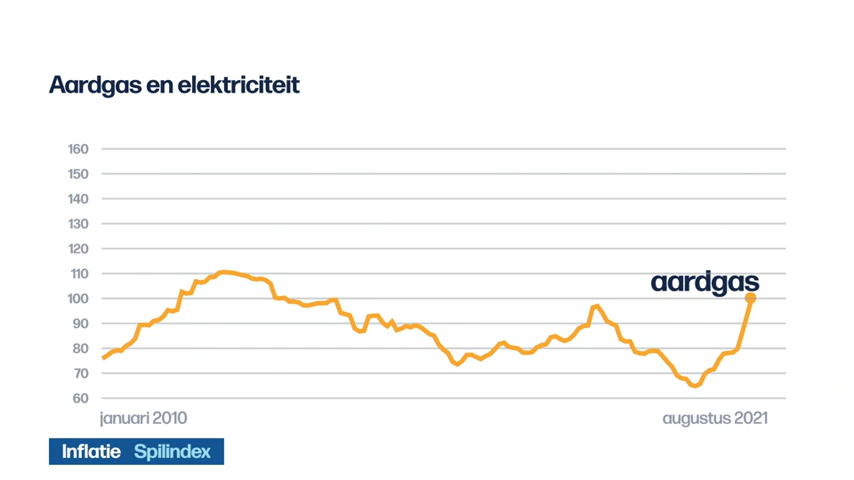 Aardgas en elektriciteit
160
150
140
130
120
110
aardgas
100
90
80
70
60
januari 2010 augustus 2021
Inflatie Spilindex